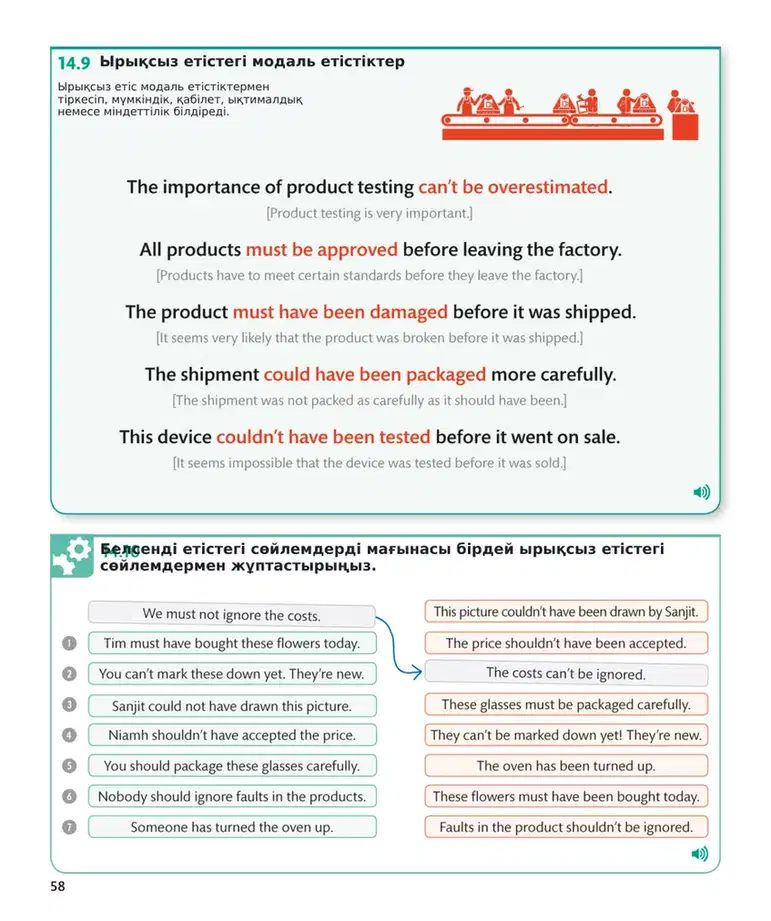 14.9 Ырықсыз етістегі модаль етістіктер
Ырықсыз етіс модаль етістіктермен
тіркесіп, мүмкіндік, қабілет, ықтималдық
немесе міндеттілік білдіреді.
The importance of product testing can't be overestimated.
[Product testing is very important.]
All products must be approved before leaving the factory.
[Products have to meet certain standards before they leave the factory.]
The product must have been damaged before it was shipped.
[It seems very likely that the product was broken before it was shipped.]
The shipment could have been packaged more carefully.
[The shipment was not packed as carefully as it should have been.]
This device couldn't have been tested before it went on sale.
[It seems impossible that the device was tested before it was sold.]
14.10 Белсенді етістегі сөйлемдерді мағынасы бірдей ырықсыз етістегі
сөйлемдермен жұптастырыңыз.
We must not ignore the costs.
1 Tim must have bought these flowers today.
2 You can't mark these down yet. They're new.
3 Sanjit could not have drawn this picture.
4 Niamh shouldn't have accepted the price.
5 You should package these glasses carefully.
6 Nobody should ignore faults in the products.
7 Someone has turned the oven up.
This picture couldn't have been drawn by Sanjit.
The price shouldn't have been accepted.
The costs can't be ignored.
These glasses must be packaged carefully.
They can't be marked down yet! They're new.
The oven has been turned up.
These flowers must have been bought today.
Faults in the product shouldn't be ignored.
58